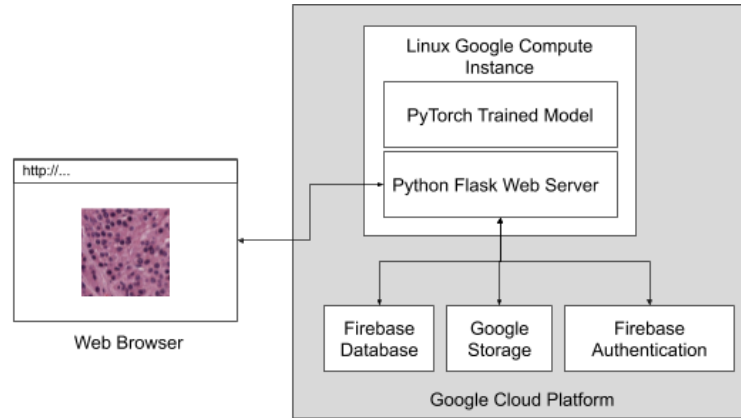 Linux Google Compute
Instance
PyTorch Trained Model
Python Flask Web Server
http://...
Web Browser
Firebase
Database
Google
Storage
Firebase
Authentication
Google Cloud Platform